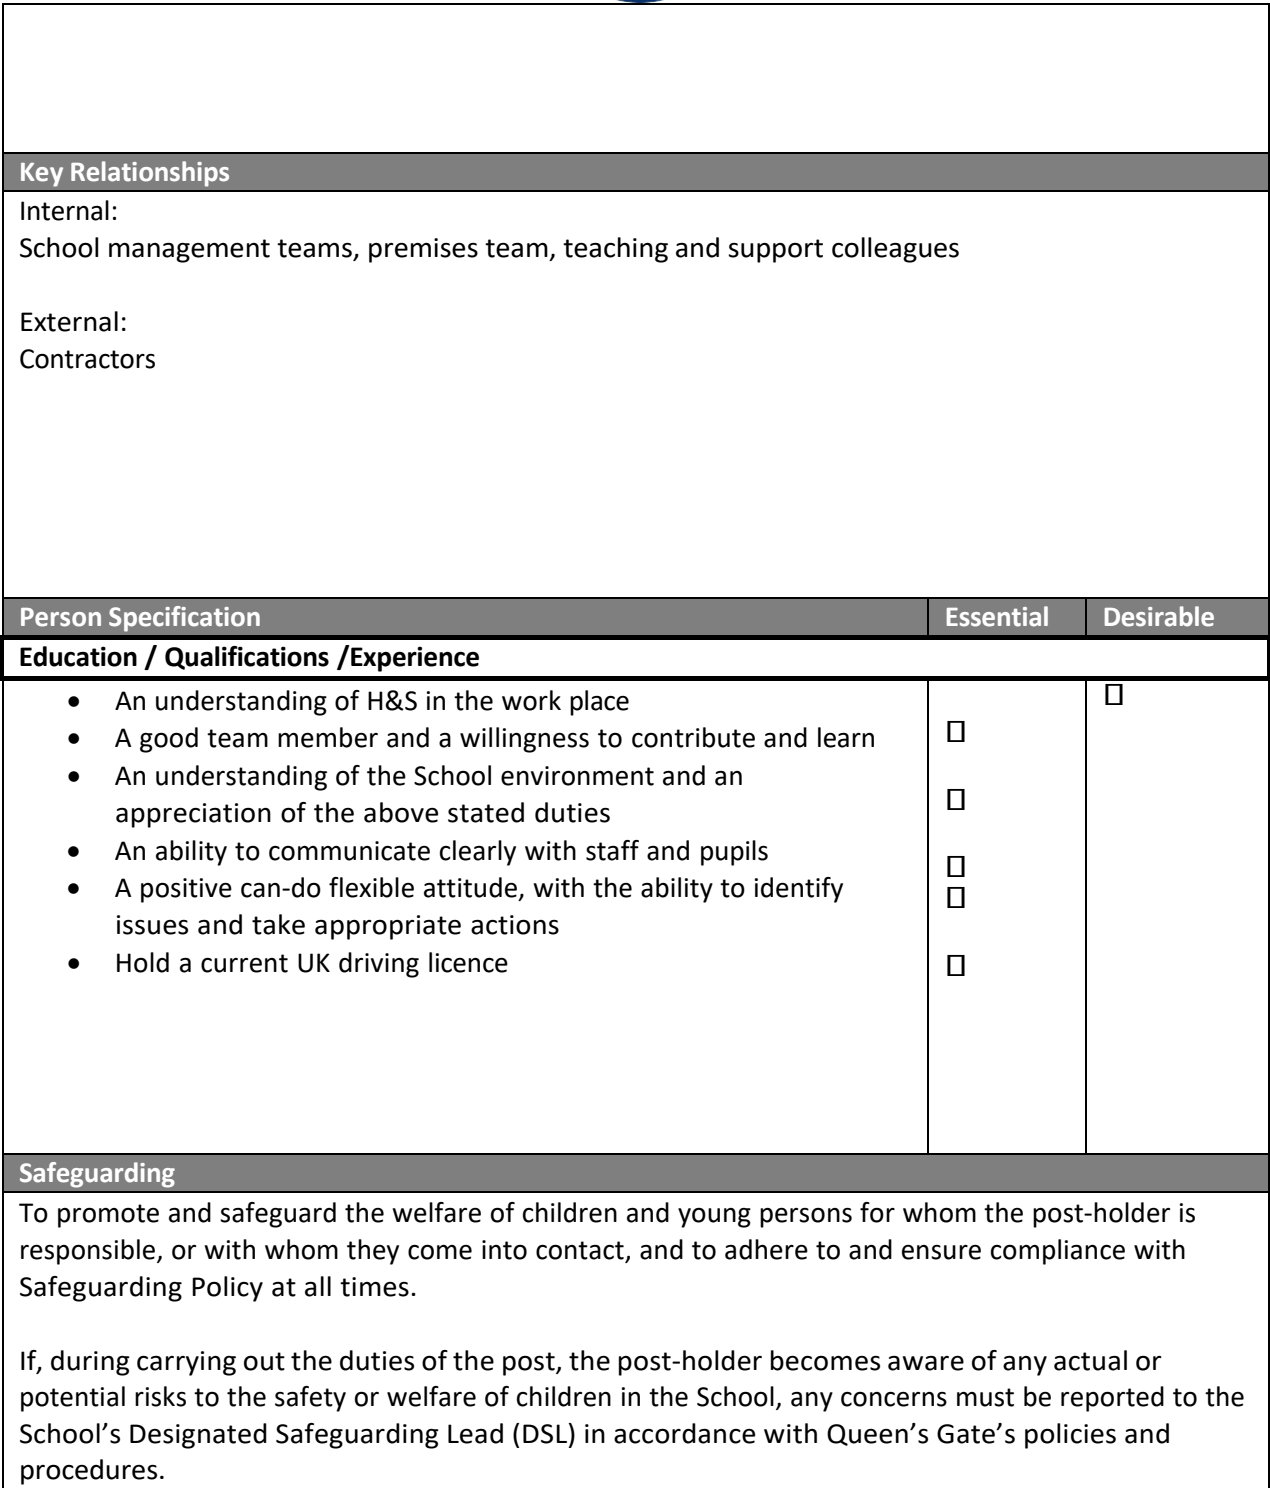 Key Relationships
Internal:
School management teams, premises team, teaching and support colleagues
External:
Contractors
Person Specification Essential Desirable
Education / Qualifications /Experience
• An understanding of H&S in the work place
• A good team member and a willingness to contribute and learn
• An understanding of the School environment and an
appreciation of the above stated duties
• An ability to communicate clearly with staff and pupils
• A positive can-do flexible attitude, with the ability to identify
issues and take appropriate actions
• Hold a current UK driving licence
Safeguarding
To promote and safeguard the welfare of children and young persons for whom the post-holder is
responsible, or with whom they come into contact, and to adhere to and ensure compliance with
Safeguarding Policy at all times.
If, during carrying out the duties of the post, the post-holder becomes aware of any actual or
potential risks to the safety or welfare of children in the School, any concerns must be reported to the
School’s Designated Safeguarding Lead (DSL) in accordance with Queen’s Gate’s policies and
procedures.